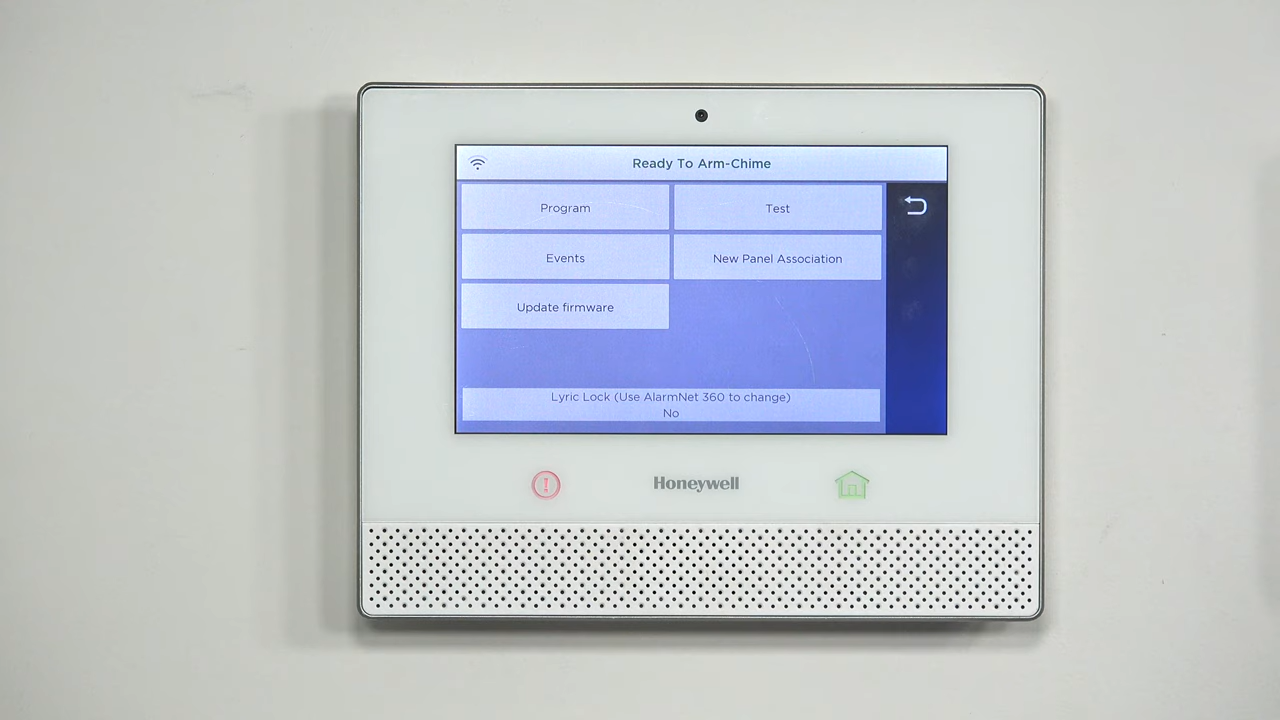 Ready To Arm-Chime
Program
Test
Events
New Panel Association
Update firmware
Lyric Lock (Use AlarmNet 360 to change)
No
Honeywell